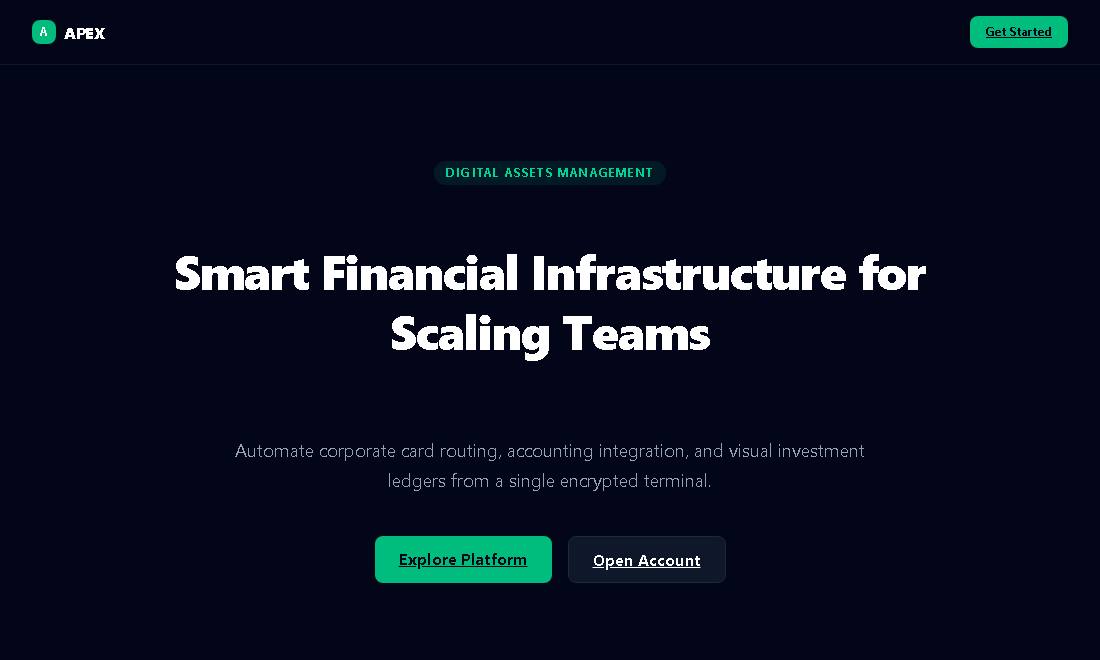 A
APEX
Get Started
DIGITAL ASSETS MANAGEMENT
Smart Financial Infrastructure for
Scaling Teams
Automate corporate card routing, accounting integration, and visual investment
ledgers from a single encrypted terminal.
Explore Platform
Open Account